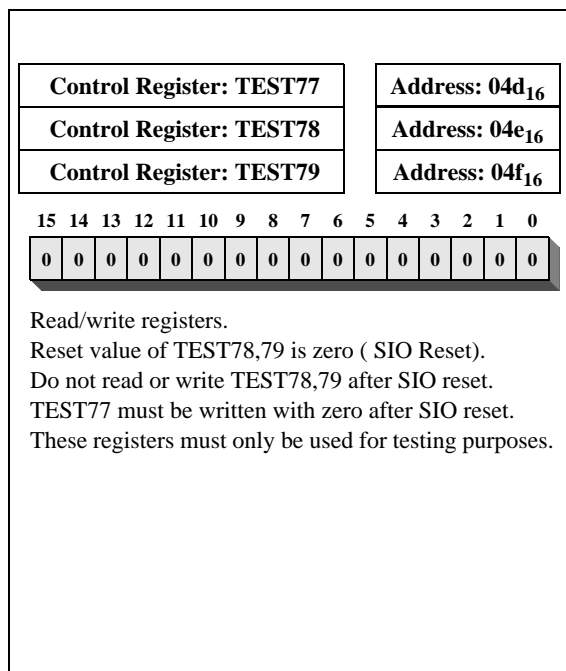 Control Register: TEST77 Address: 04d16
Control Register: TEST78 Address: 04e16
Control Register: TEST79 Address: 04f16
15 14 13 12 11 10 9 8 7 6 5 4 3 2 1 0
0 0 0 0 0 0 0 0 0 0 0 0 0 0 0 0
Read/write registers.
Reset value of TEST78,79 is zero ( SIO Reset).
Do not read or write TEST78,79 after SIO reset.
TEST77 must be written with zero after SIO reset.
These registers must only be used for testing purposes.